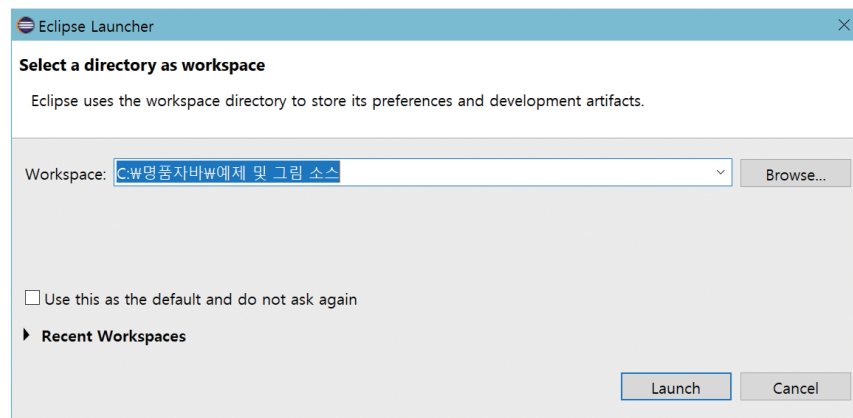 Eclipse Launcher
Select a directory as workspace
Eclipse uses the workspace directory to store its preferences and development artifacts.
Workspace: C:₩명품자바₩예제 및 그림 소스 Browse...
Use this as the default and do not ask again
Recent Workspaces
Launch Cancel